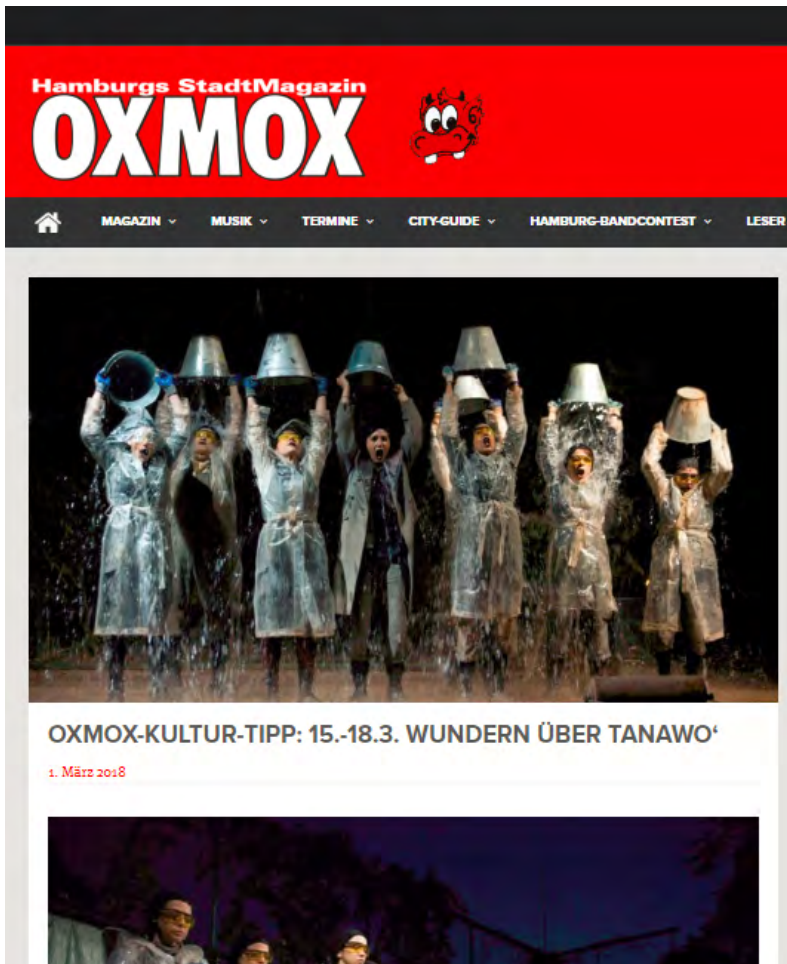 Hamburgs StadtMagazin
OXMOX
MAGAZIN MUSIK TERMINE CITY-GUIDE HAMBURG-BANDCONTEST LESER
OXMOX-KULTUR-TIPP: 15.-18.3. WUNDERN ÜBER TANAWO‘
1. März 2018